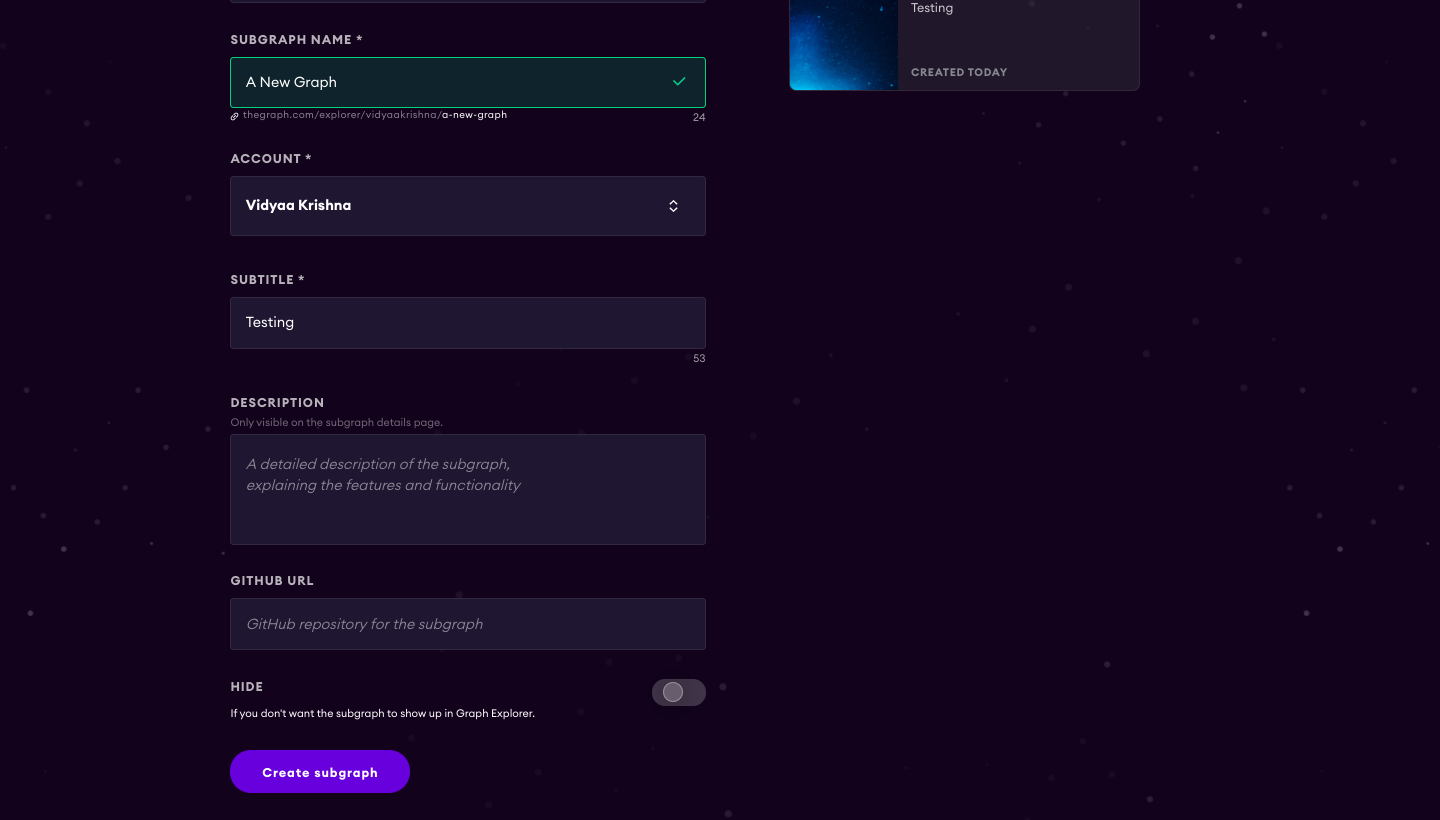 Testing
CREATED TODAY
SUBGRAPH NAME *
A New Graph
thegraph.com/explorer/vidyaakrishna/a-new-graph
24
ACCOUNT *
Vidyaa Krishna
SUBTITLE *
Testing
53
DESCRIPTION
Only visible on the subgraph details page.
A detailed description of the subgraph,
explaining the features and functionality
GITHUB URL
GitHub repository for the subgraph
HIDE
If you don't want the subgraph to show up in Graph Explorer.
Create subgraph